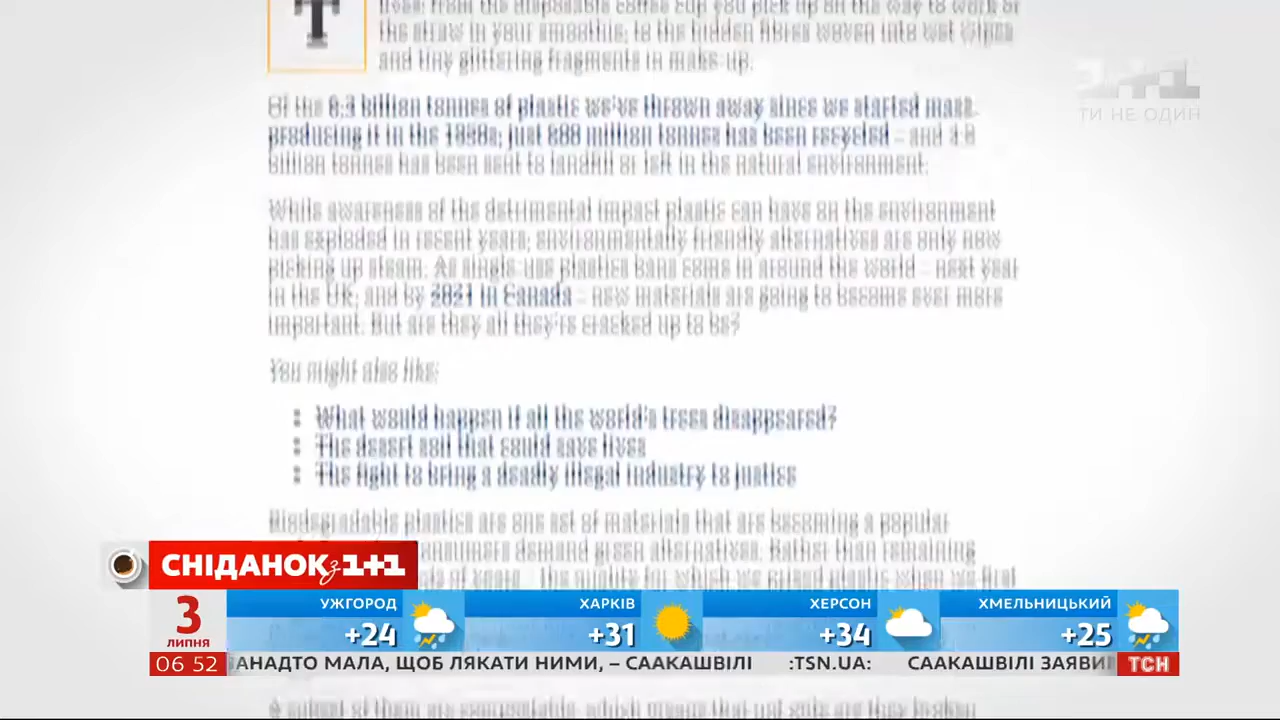 T
lives: from the disposable coffee cup you pick up on the way to work or
the straw in your smoothie, to the hidden fibres woven into wet wipes
and tiny glittering fragments in make-up.
1+1
ТИ НЕ ОДИН
Of the 6.3 billion tonnes of plastic we've thrown away since we started mass-
producing it in the 1950s, just 600 million tonnes has been recycled – and 4.9
billion tonnes has been sent to landfill or left in the natural environment.
While awareness of the detrimental impact plastic can have on the environment
has exploded in recent years, environmentally friendly alternatives are only now
picking up steam. As single-use plastics bans come in around the world – next year
in the UK, and by 2021 in Canada – new materials are going to become ever more
important. But are they all they're cracked up to be?
You might also like:
• What would happen if all the world's trees disappeared?
• The desert soil that could save lives
• The fight to bring a deadly illegal industry to justice
Biodegradable plastics are one set of materials that are becoming a popular
consumers demand green alternatives. Rather than remaining
of years
СНІДАНОК з 1+1
3
липня
06 52
УЖГОРОД
+24
ХАРКІВ
+31
ХЕРСОН
+34
ХМЕЛЬНИЦЬКИЙ
+25
АНАДТО МАЛА, ЩОБ ЛЯКАТИ НИМИ, – СААКАШВІЛІ :TSN.UA: СААКАШВІЛІ ЗАЯВИ
ТСН